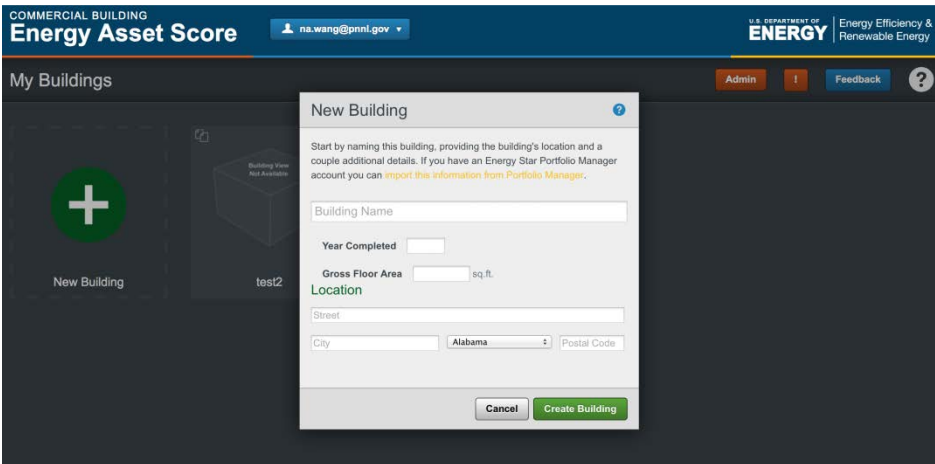 COMMERCIAL BUILDING
Energy Asset Score
na.wang@pnnl.gov
U.S. DEPARTMENT OF
ENERGY
Energy Efficiency &
Renewable Energy
My Buildings
Admin
!
Feedback
?
New Building
?
Start by naming this building, providing the building's location and a
couple additional details. If you have an Energy Star Portfolio Manager
account you can import this information from Portfolio Manager.
Building Name
Year Completed
Gross Floor Area sq.ft.
Location
Street
City Alabama Postal Code
Cancel Create Building
Building View
Not Available
New Building
test2